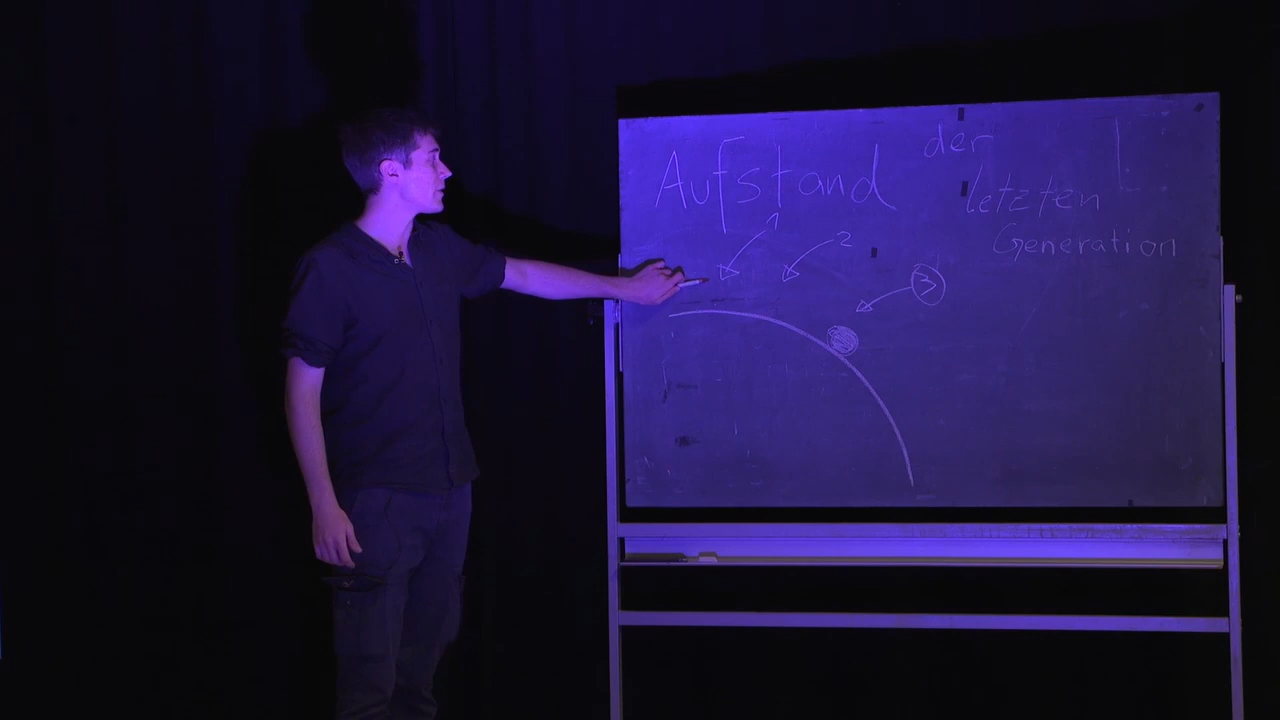 Aufstand der
letzten
Generation
1
2
3